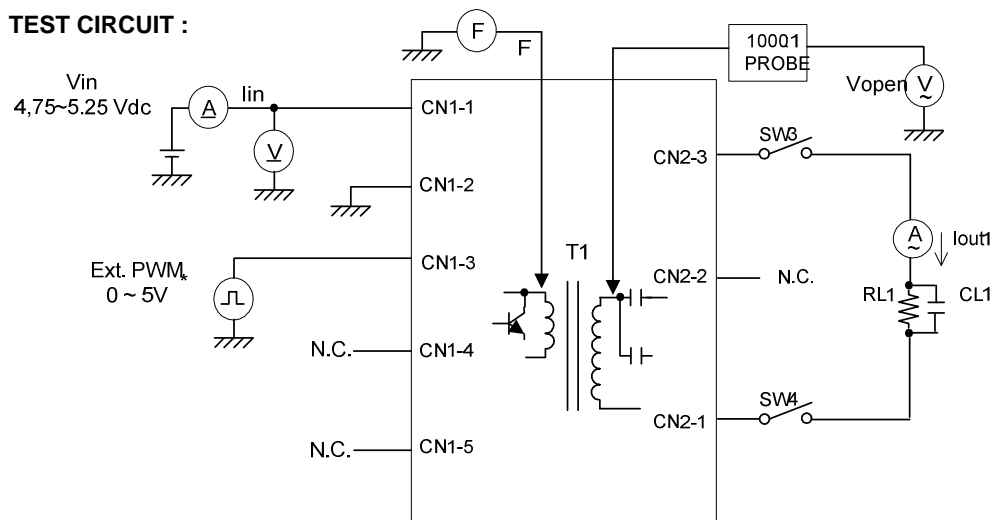 TEST CIRCUIT :
F
F
1000:1
PROBE
Vin
4,75~5.25 Vdc
A
Iin
V
Vopen
V
~
CN1-1
CN1-2
CN1-3
CN1-4
CN1-5
CN2-3
CN2-2
CN2-1
SW3
SW4
A
~
Iout1
N.C.
RL1
CL1
T1
Ext. PWM*
0 ~ 5V
N.C.
N.C.